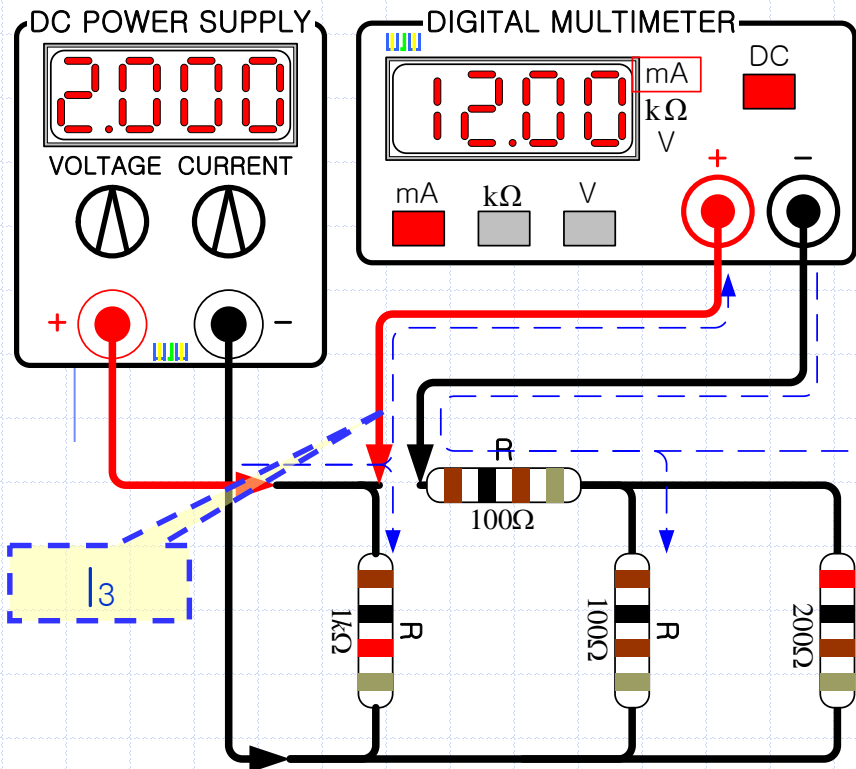 DC POWER SUPPLY
2.000
VOLTAGE CURRENT
+ −
DIGITAL MULTIMETER
12.00
mA
kΩ
V
DC
mA kΩ V
+ −
I3
R
100Ω
1kΩ
R
100Ω
R
200Ω